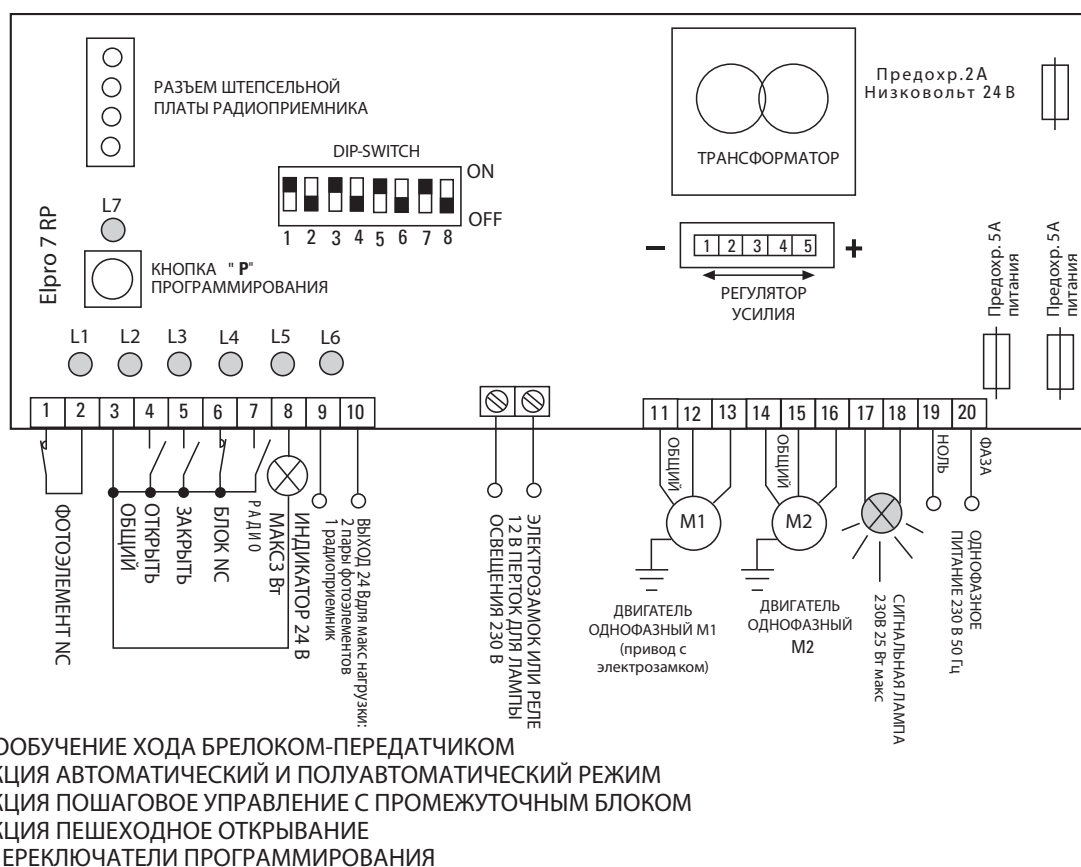 РАЗЪЕМ ШТЕПСЕЛЬНОЙ
ПЛАТЫ РАДИОПРИЕМНИКА
DIP-SWITCH
ON
OFF
1 2 3 4 5 6 7 8
ТРАНСФОРМАТОР
Предохр.2А
Низковольт 24 В
Elpro 7 RP
L7
КНОПКА "P"
ПРОГРАММИРОВАНИЯ
− 1 2 3 4 5 +
РЕГУЛЯТОР
УСИЛИЯ
Предохр. 5А
питания
Предохр. 5А
питания
L1 L2 L3 L4 L5 L6
1 2 3 4 5 6 7 8 9 10
11 12 13 14 15 16 17 18 19 20
ФОТОЭЛЕМЕНТ NC
ОБЩИЙ
ОТКРЫТЬ
ЗАКРЫТЬ
БЛОК NC
РАДИО
МАКС3 Вт
ИНДИКАТОР 24 В
ВЫХОД 24 Вдля макс нагрузки:
2 пары фотоэлементов
1 радиоприемник
ЭЛЕКТРОЗАМОК ИЛИ РЕЛЕ
12 В ПЕРТОК ДЛЯ ЛАМПЫ
ОСВЕЩЕНИЯ 230 В
ОБЩИЙ
M1
ДВИГАТЕЛЬ
ОДНОФАЗНЫЙ М1
(привод с
электрозамком)
ОБЩИЙ
M2
ДВИГАТЕЛЬ
ОДНОФАЗНЫЙ
М2
СИГНАЛЬНАЯ ЛАМПА
230В 25 Вт макс
НОЛЬ
ФАЗА
ОДНОФАЗНОЕ
ПИТАНИЕ 230 В 50 Гц
ООБУЧЕНИЕ ХОДА БРЕЛОКОМ-ПЕРЕДАТЧИКОМ
КЦИЯ АВТОМАТИЧЕСКИЙ И ПОЛУАВТОМАТИЧЕСКИЙ РЕЖИМ
КЦИЯ ПОШАГОВОЕ УПРАВЛЕНИЕ С ПРОМЕЖУТОЧНЫМ БЛОКОМ
КЦИЯ ПЕШЕХОДНОЕ ОТКРЫВАНИЕ
ПЕРЕКЛЮЧАТЕЛИ ПРОГРАММИРОВАНИЯ